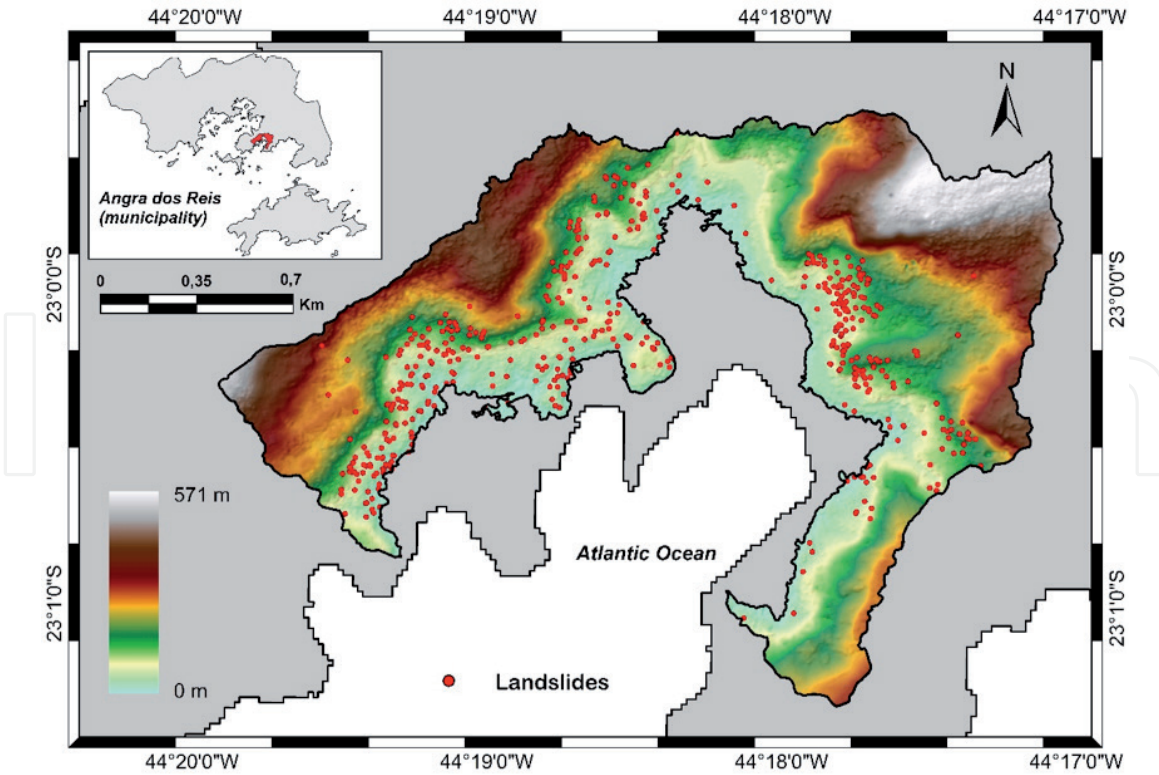 44°20'0"W 44°19'0"W 44°18'0"W 44°17'0"W
N
Angra dos Reis
(municipality)
0 0,35 0,7
Km
23°0'0"S
23°0'0"S
571 m
0 m
Atlantic Ocean
23°1'0"S
23°1'0"S
Landslides
44°20'0"W 44°19'0"W 44°18'0"W 44°17'0"W